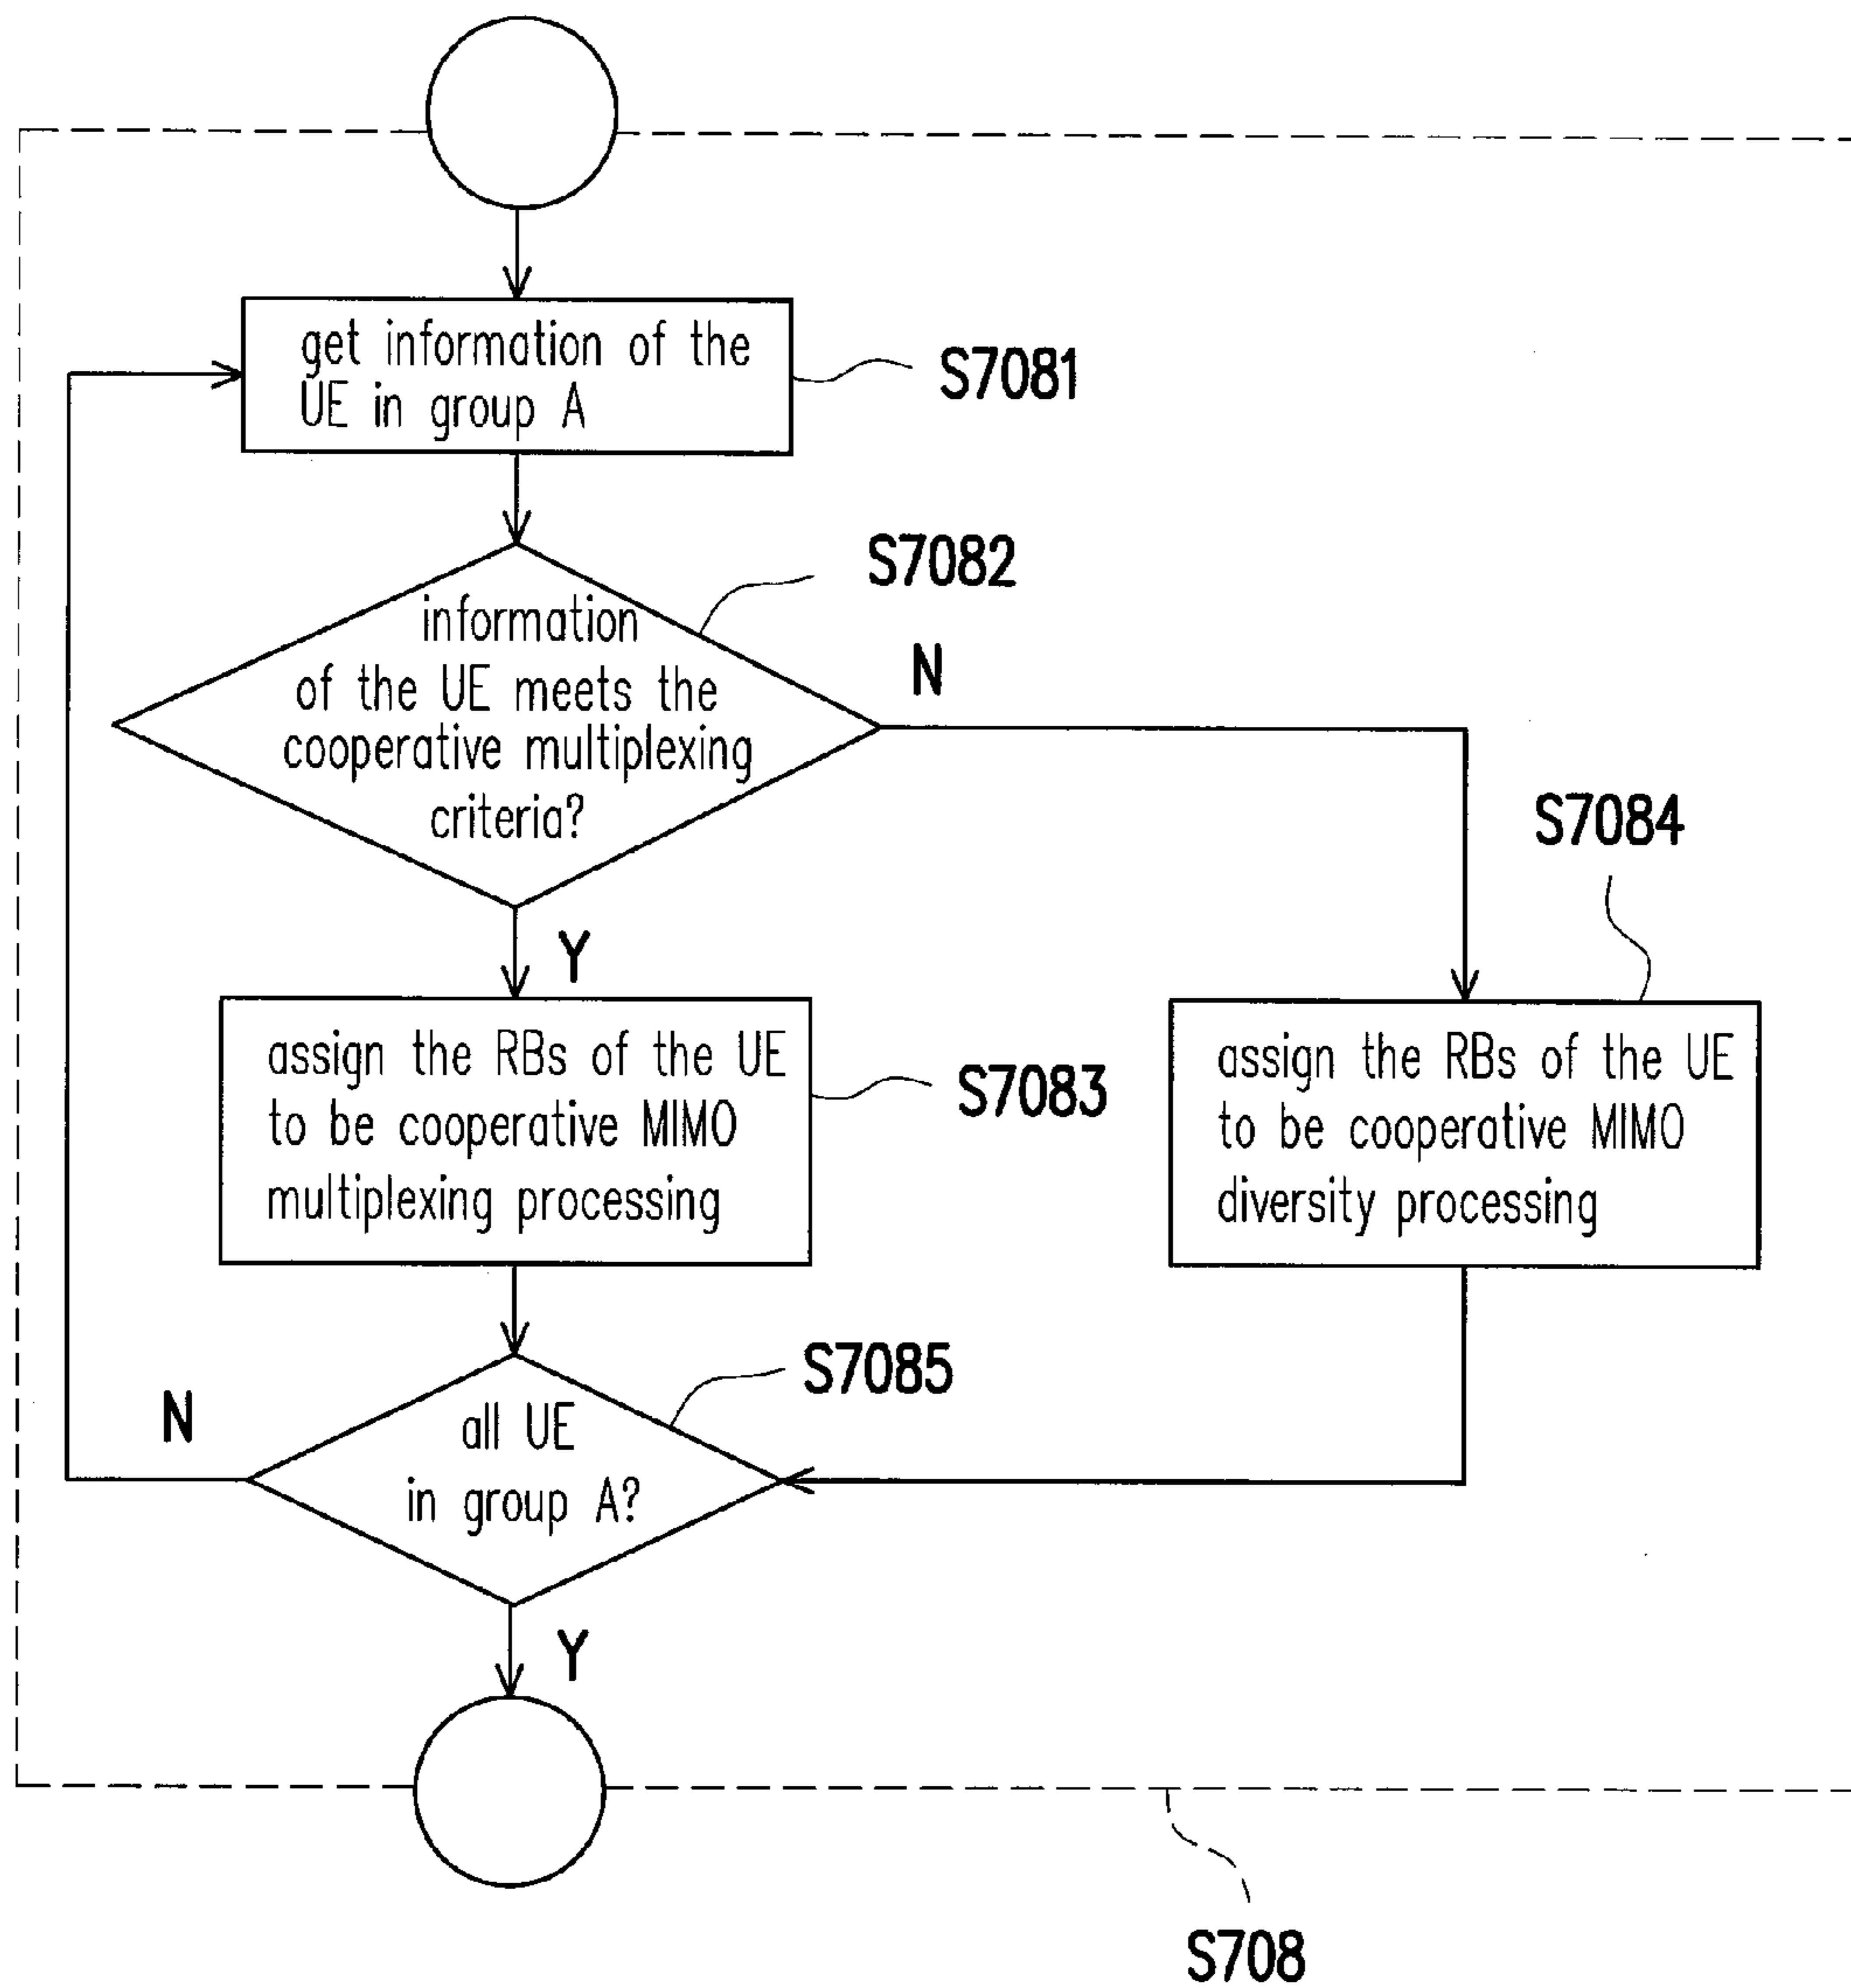 get information of the
UE in group A
S7081
S7082
information
of the UE meets the
cooperative multiplexing
criteria?
N
S7084
Y
assign the RBs of the UE
to be cooperative MIMO
multiplexing processing
S7083
assign the RBs of the UE
to be cooperative MIMO
diversity processing
S7085
N
all UE
in group A?
Y
S708